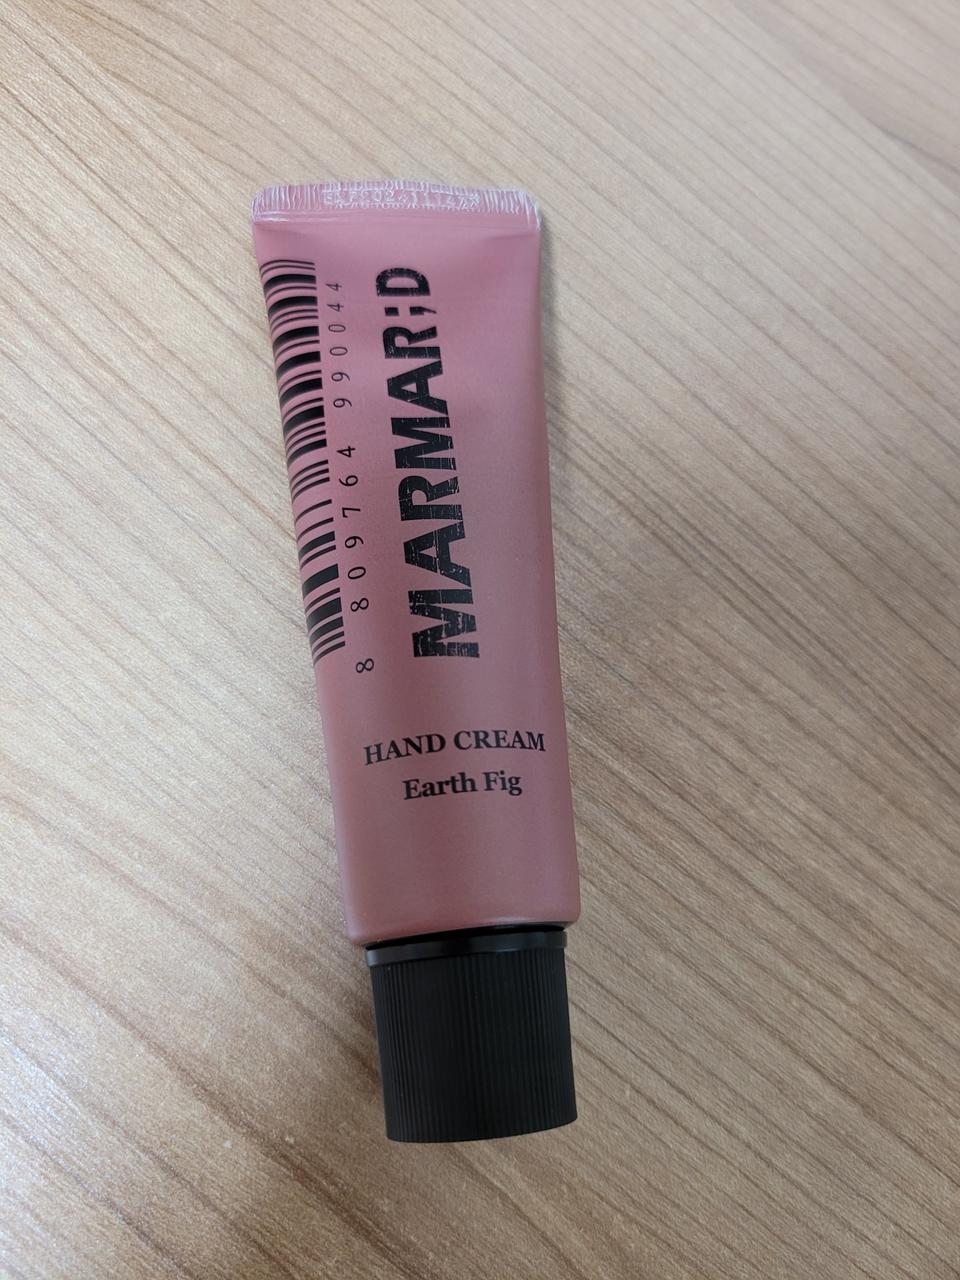 MARMAR;D
8 809764 990044
HAND CREAM
Earth Fig